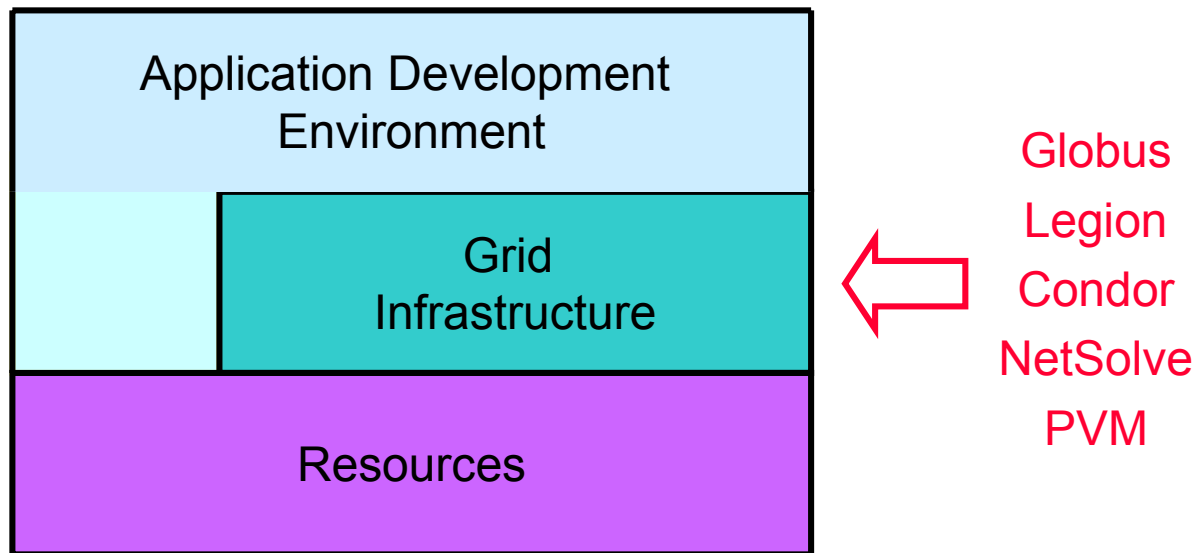 Application Development
Environment
Grid
Infrastructure
Resources
Globus
Legion
Condor
NetSolve
PVM